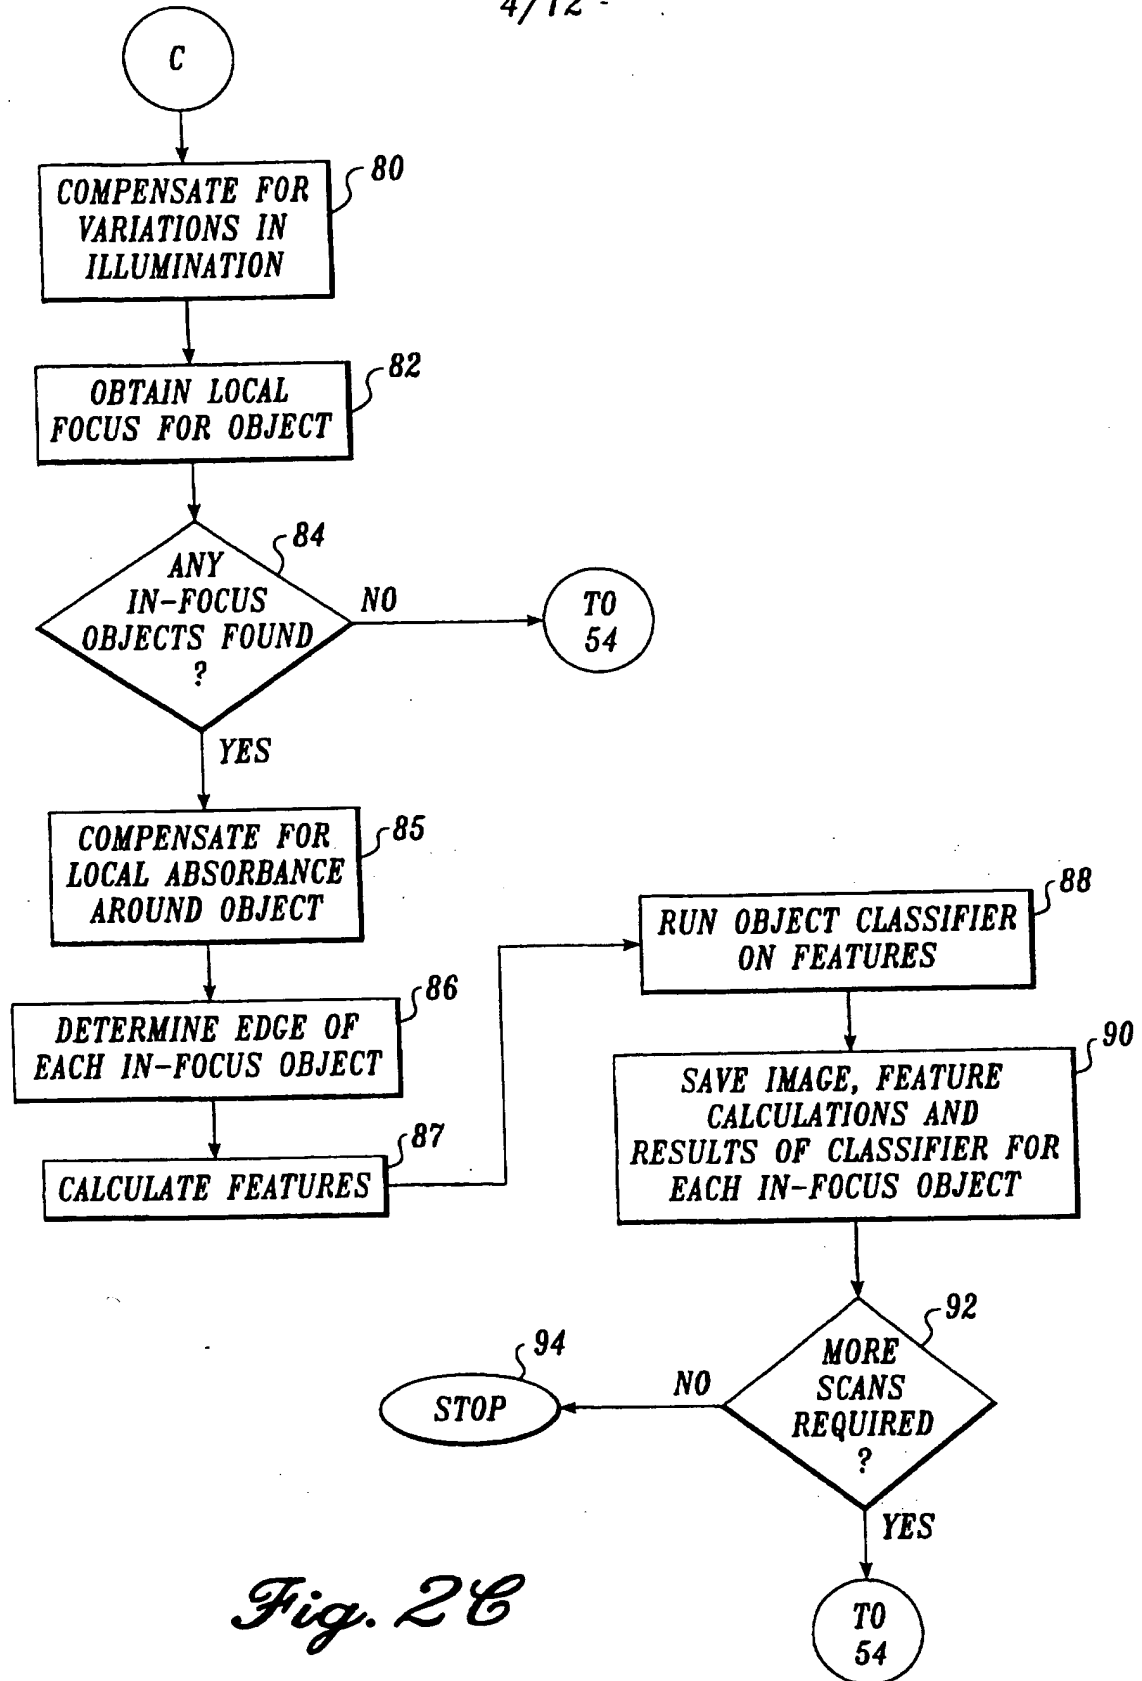 4/12
C
80
COMPENSATE FOR
VARIATIONS IN
ILLUMINATION
82
OBTAIN LOCAL
FOCUS FOR OBJECT
84
ANY
IN-FOCUS
OBJECTS FOUND
?
NO
TO
54
YES
85
COMPENSATE FOR
LOCAL ABSORBANCE
AROUND OBJECT
86
DETERMINE EDGE OF
EACH IN-FOCUS OBJECT
87
CALCULATE FEATURES
88
RUN OBJECT CLASSIFIER
ON FEATURES
90
SAVE IMAGE, FEATURE
CALCULATIONS AND
RESULTS OF CLASSIFIER FOR
EACH IN-FOCUS OBJECT
92
MORE
SCANS
REQUIRED
?
NO
94
STOP
YES
TO
54
Fig. 2C